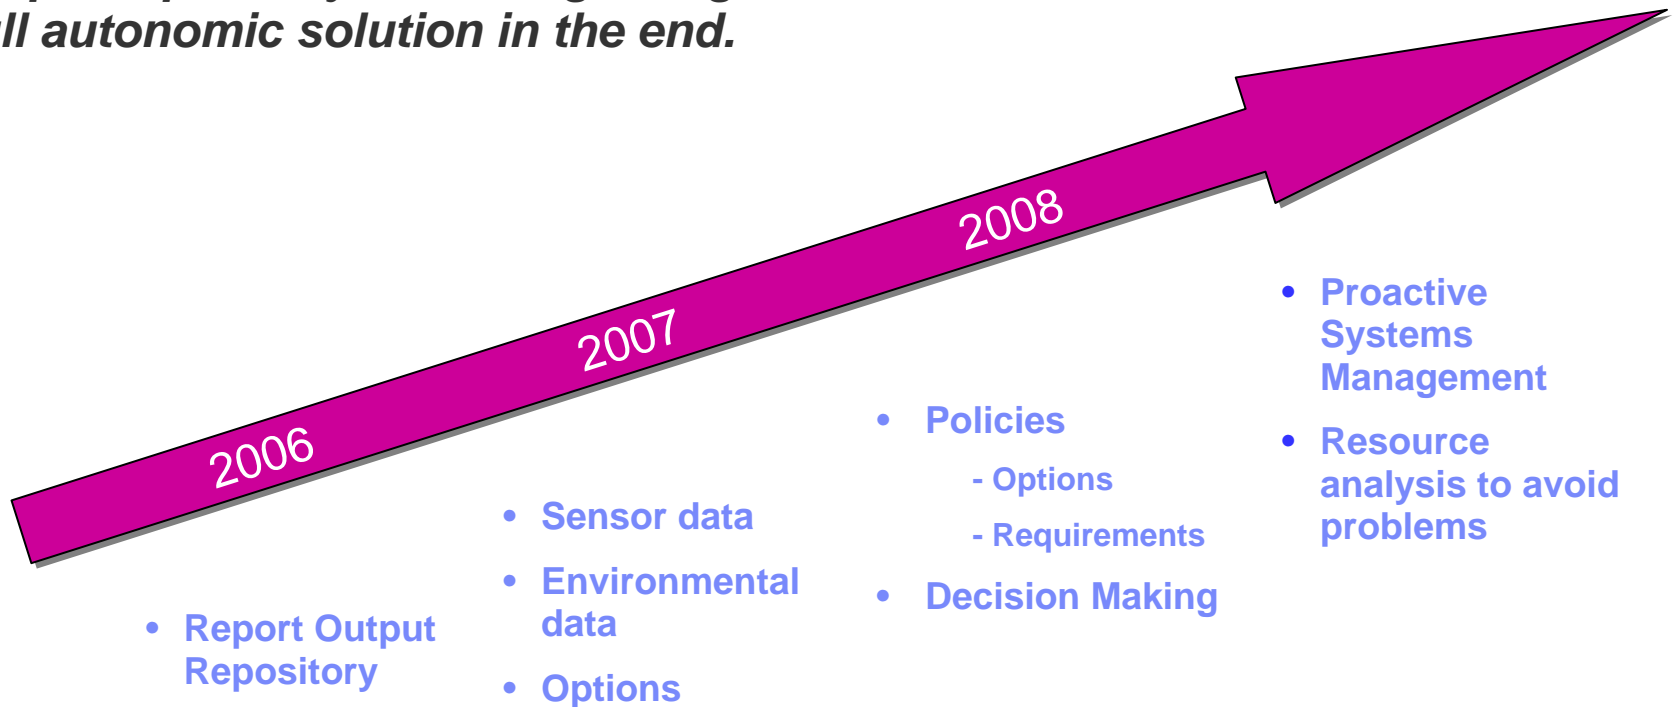 ll autonomic solution in the end.
2008
2007
2006
• Proactive
Systems
Management
• Resource
analysis to avoid
problems
• Policies
- Options
- Requirements
• Decision Making
• Sensor data
• Environmental
data
• Options
• Report Output
Repository